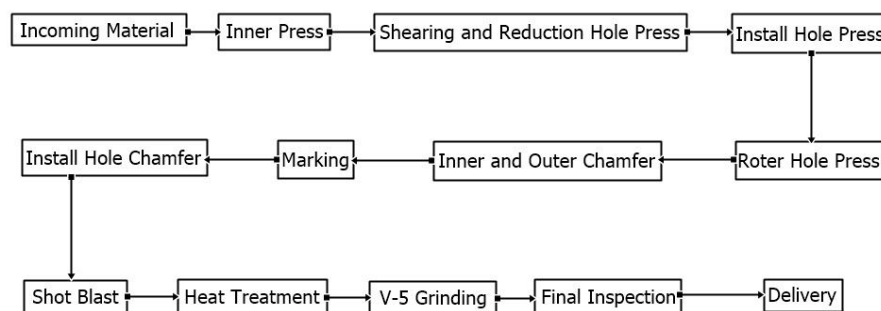 Incoming Material
Inner Press
Shearing and Reduction Hole Press
Install Hole Press
Roter Hole Press
Inner and Outer Chamfer
Marking
Install Hole Chamfer
Shot Blast
Heat Treatment
V-5 Grinding
Final Inspection
Delivery